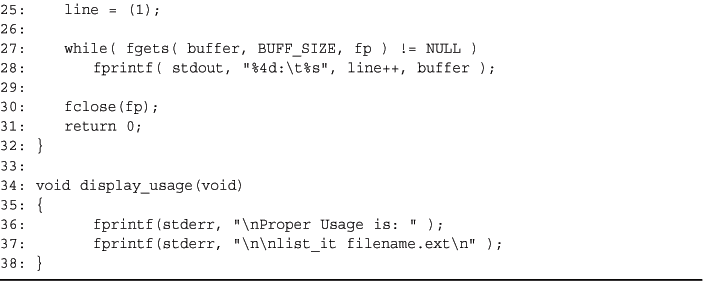 25:    line = (1);
26:
27:    while( fgets( buffer, BUFF_SIZE, fp ) != NULL )
28:       fprintf( stdout, "%4d:\t%s", line++, buffer );
29:
30:    fclose(fp);
31:    return 0;
32: }
33:
34: void display_usage(void)
35: {
36:       fprintf(stderr, "\nProper Usage is: " );
37:       fprintf(stderr, "\n\nlist_it filename.ext\n" );
38: }